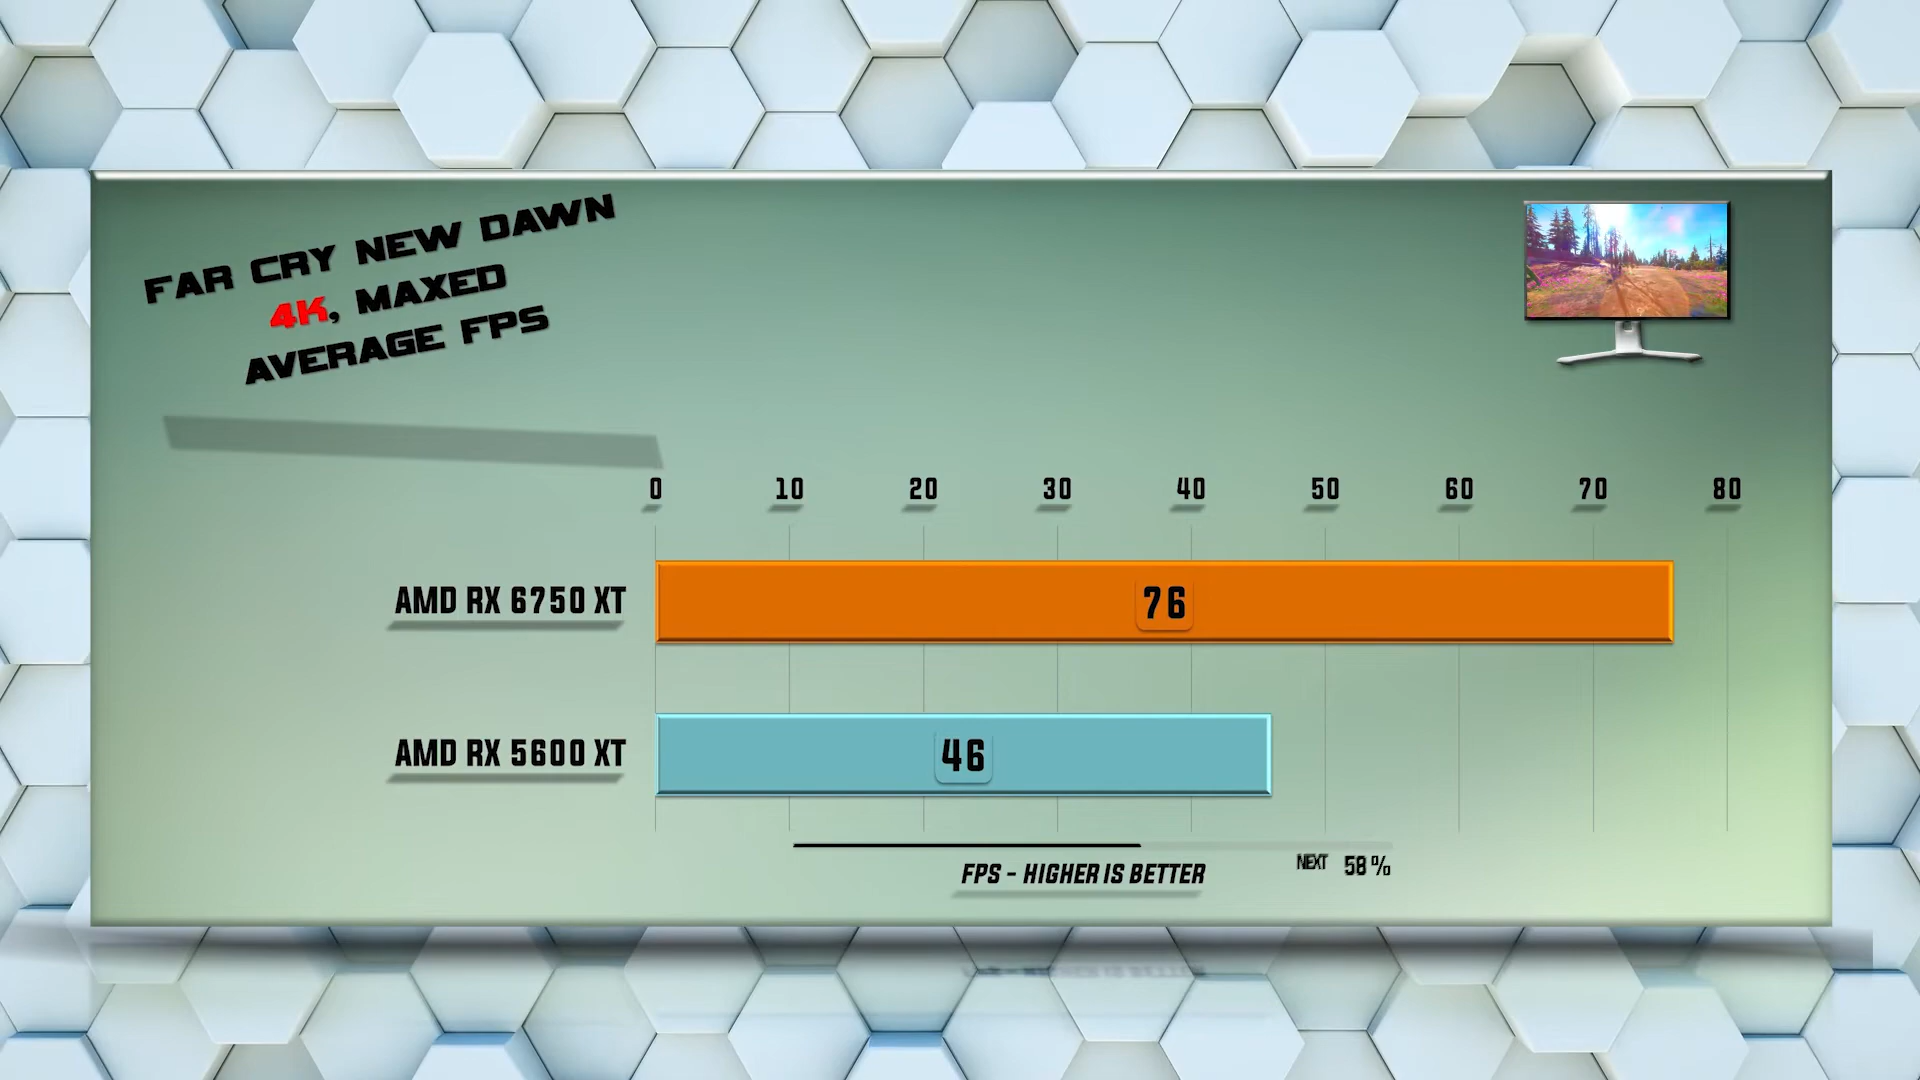 FAR CRY NEW DAWN
4K, MAXED
AVERAGE FPS
0 10 20 30 40 50 60 70 80
AMD RX 6750 XT 76
AMD RX 5600 XT 46
FPS - HIGHER IS BETTER
NEXT 58%